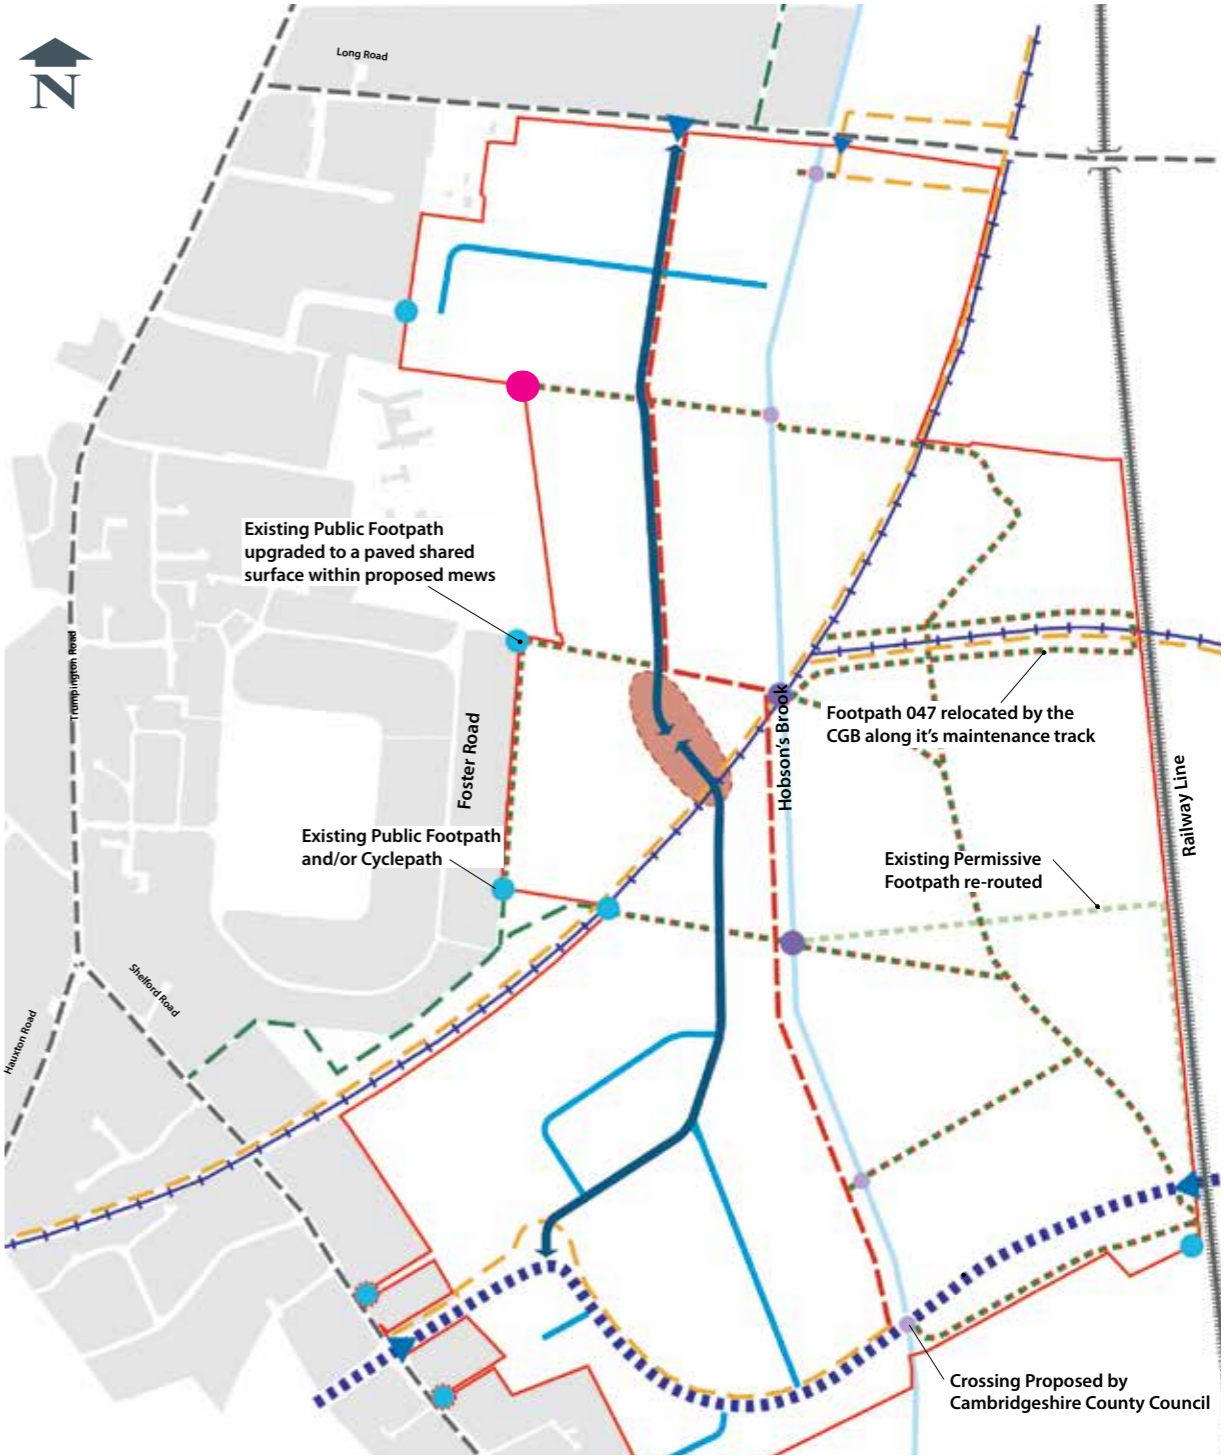 Long Road
N
Existing Public Footpath
upgraded to a paved shared
surface within proposed mews
Trumpington Road
Foster Road
Hobson's Brook
Footpath 047 relocated by the
CGB along it's maintenance track
Railway Line
Existing Public Footpath
and/or Cyclepath
Existing Permissive
Footpath re-routed
Shelford Road
Hauxton Road
Crossing Proposed by
Cambridgeshire County Council